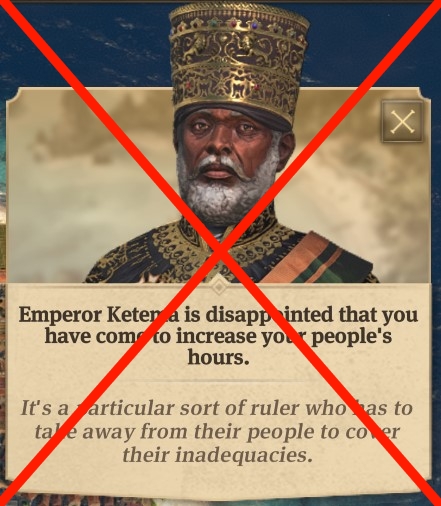 Emperor Ketema is disappointed that you
have come to increase your people's
hours.
It's a particular sort of ruler who has to
take away from their people to cover
their inadequacies.